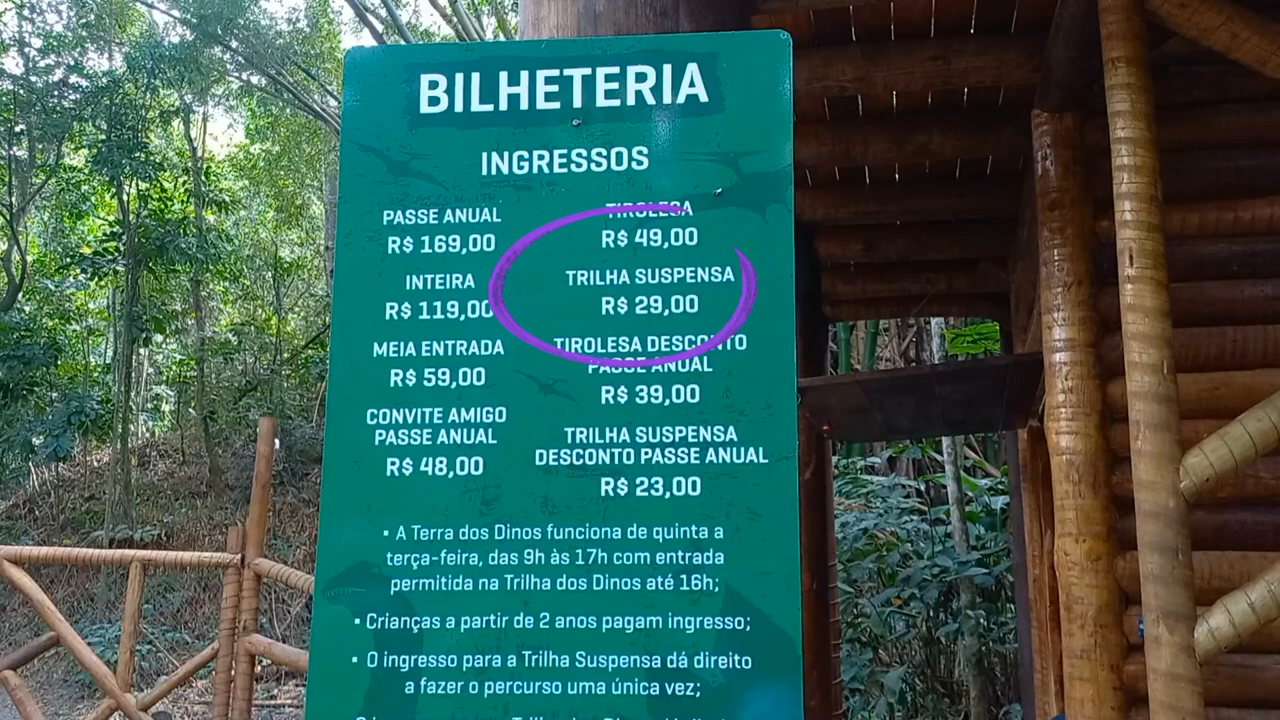 BILHETERIA
INGRESSOS
PASSE ANUAL
R$ 169,00
INTEIRA
R$ 119,00
MEIA ENTRADA
R$ 59,00
CONVITE AMIGO
PASSE ANUAL
R$ 48,00
TIROLESA
R$ 49,00
TRILHA SUSPENSA
R$ 29,00
TIROLESA DESCONTO
PASSE ANUAL
R$ 39,00
TRILHA SUSPENSA
DESCONTO PASSE ANUAL
R$ 23,00
▪ A Terra dos Dinos funciona de quinta a
terça-feira, das 9h às 17h com entrada
permitida na Trilha dos Dinos até 16h;
▪ Crianças a partir de 2 anos pagam ingresso;
▪ O ingresso para a Trilha Suspensa dá direito
a fazer o percurso uma única vez;